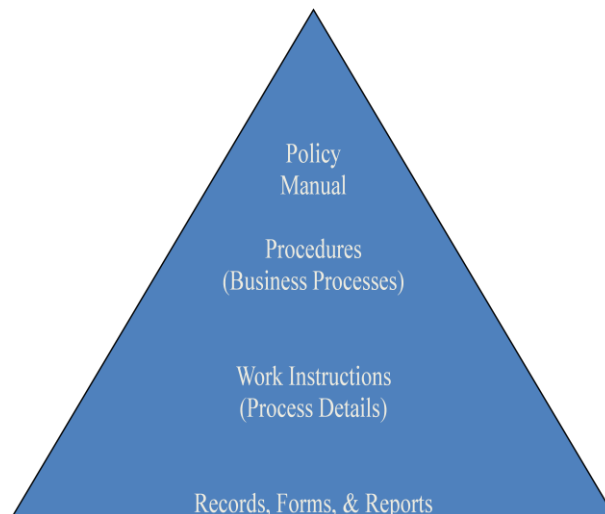 Policy
Manual
Procedures
(Business Processes)
Work Instructions
(Process Details)
Records, Forms, & Reports